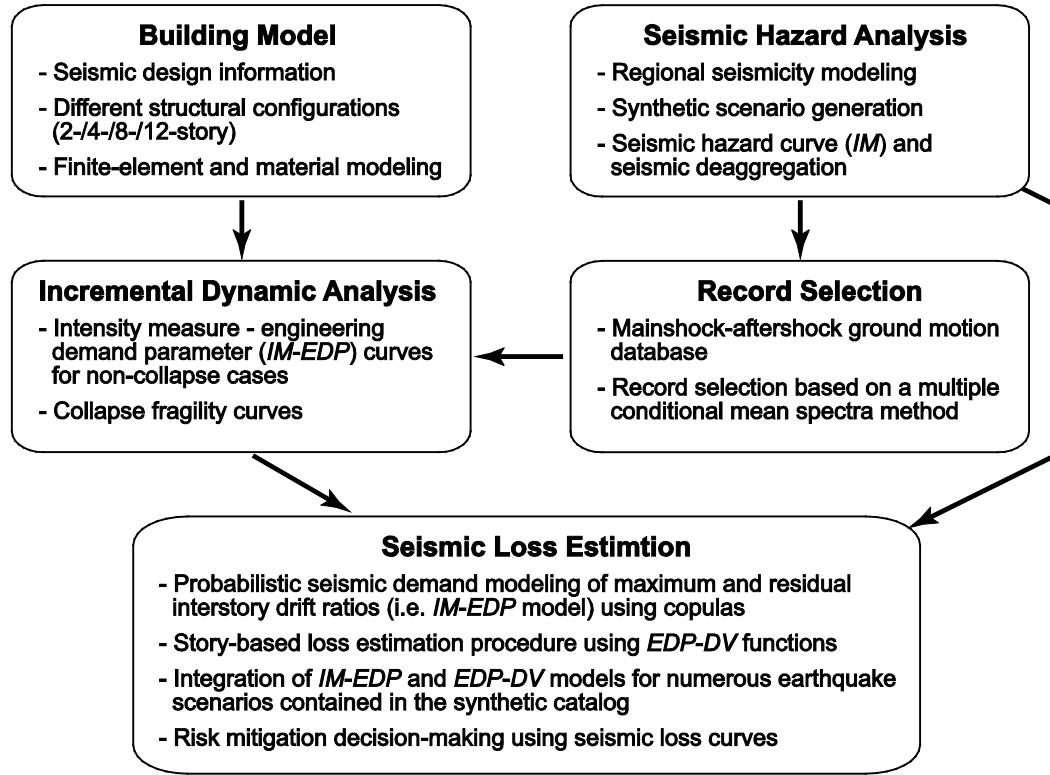 Building Model
- Seismic design information
- Different structural configurations
(2-/4-/8-/12-story)
- Finite-element and material modeling
Seismic Hazard Analysis
- Regional seismicity modeling
- Synthetic scenario generation
- Seismic hazard curve (IM) and
seismic deaggregation
Incremental Dynamic Analysis
- Intensity measure - engineering
demand parameter (IM-EDP) curves
for non-collapse cases
- Collapse fragility curves
Record Selection
- Mainshock-aftershock ground motion
database
- Record selection based on a multiple
conditional mean spectra method
Seismic Loss Estimtion
- Probabilistic seismic demand modeling of maximum and residual
interstory drift ratios (i.e. IM-EDP model) using copulas
- Story-based loss estimation procedure using EDP-DV functions
- Integration of IM-EDP and EDP-DV models for numerous earthquake
scenarios contained in the synthetic catalog
- Risk mitigation decision-making using seismic loss curves